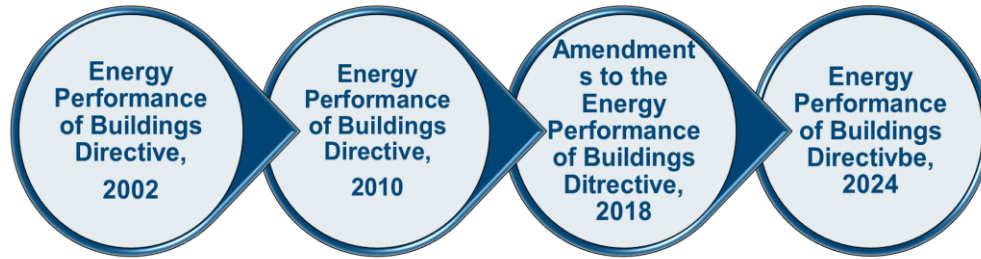 Energy
Performance
of Buildings
Directive,
2002
Energy
Performance
of Buildings
Directive,
2010
Amendment
s to the
Energy
Performance
of Buildings
Ditrective,
2018
Energy
Performance
of Buildings
Directivbe,
2024